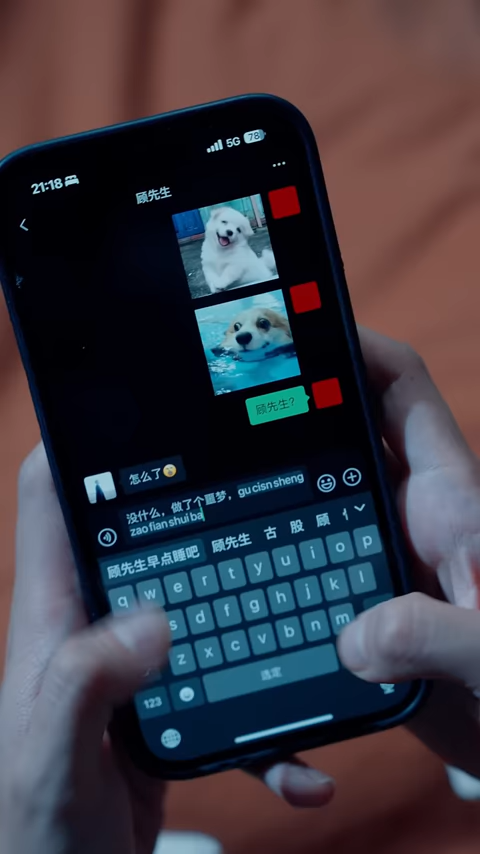 21:18
5G 78
顾先生
顾先生?
怎么了
没什么，做了个噩梦，gu cisn sheng
zao fian shui ba
顾先生早点睡吧 顾先生 古 股 顾
q w e r t y u i o p
s d f g h j k l
z x c v b n m
123
选定